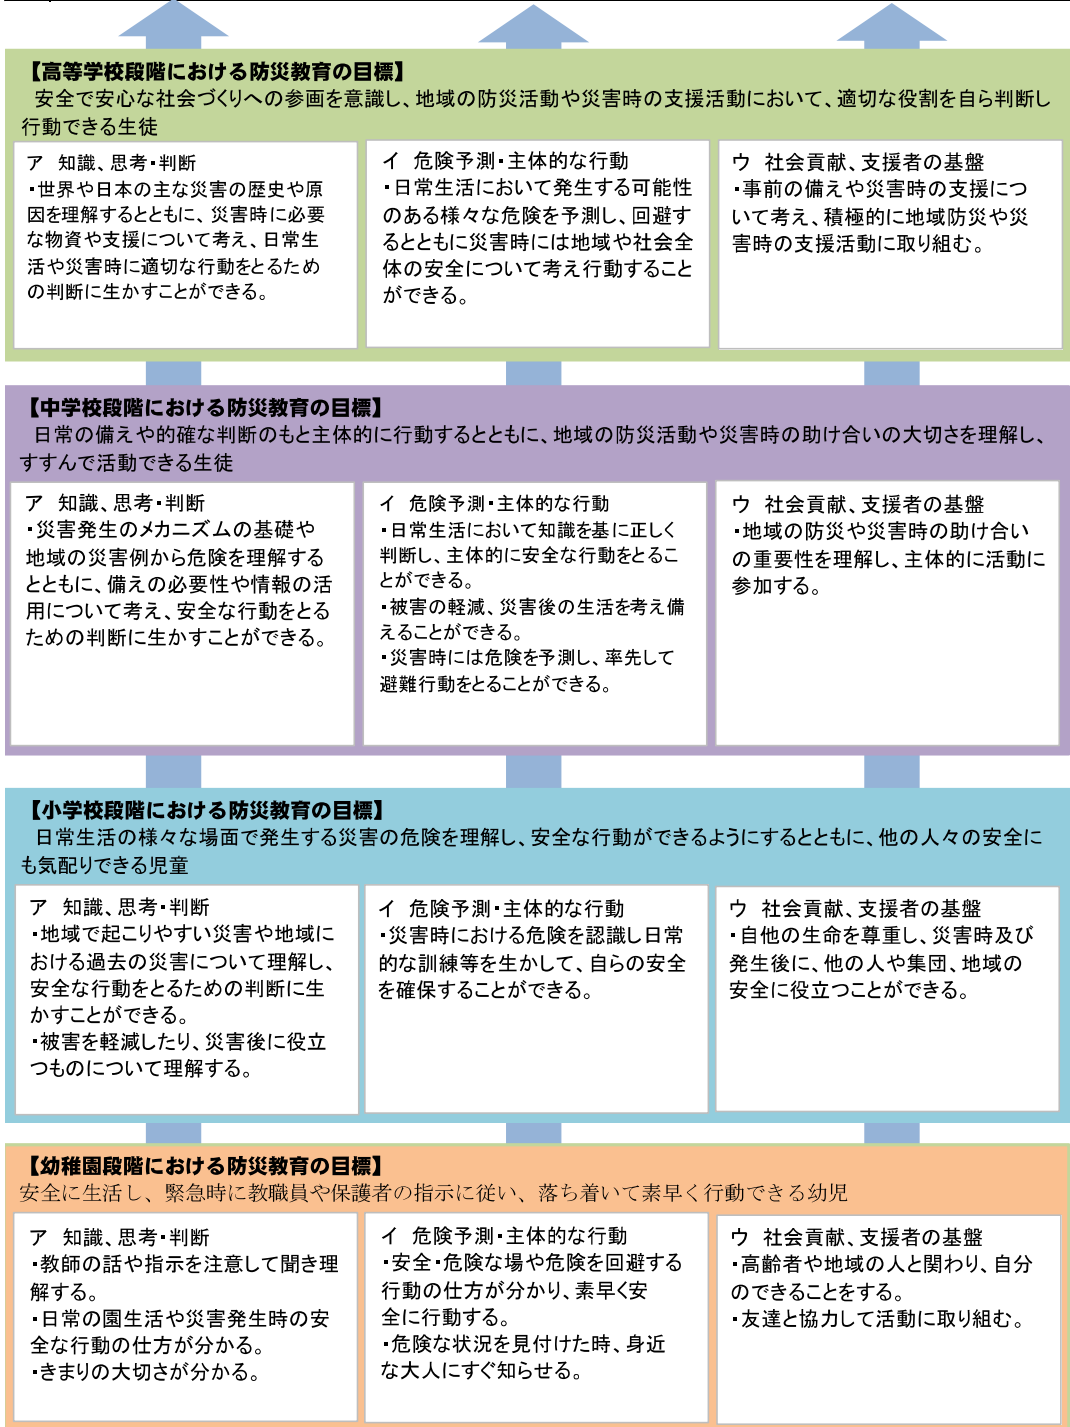 【高等学校段階における防災教育の目標】
安全で安心な社会づくりへの参画を意識し、地域の防災活動や災害時の支援活動において、適切な役割を自ら判断し
行動できる生徒
ア　知識、思考・判断
・世界や日本の主な災害の歴史や原
因を理解するとともに、災害時に必要
な物資や支援について考え、日常生
活や災害時に適切な行動をとるため
の判断に生かすことができる。
イ　危険予測・主体的な行動
・日常生活において発生する可能性
のある様々な危険を予測し、回避す
るとともに災害時には地域や社会全
体の安全について考え行動すること
ができる。
ウ　社会貢献、支援者の基盤
・事前の備えや災害時の支援につ
いて考え、積極的に地域防災や災
害時の支援活動に取り組む。
【中学校段階における防災教育の目標】
日常の備えや的確な判断のもと主体的に行動するとともに、地域の防災活動や災害時の助け合いの大切さを理解し、
すすんで活動できる生徒
ア　知識、思考・判断
・災害発生のメカニズムの基礎や
地域の災害例から危険を理解する
とともに、備えの必要性や情報の活
用について考え、安全な行動をとる
ための判断に生かすことができる。
イ　危険予測・主体的な行動
・日常生活において知識を基に正しく
判断し、主体的に安全な行動をとるこ
とができる。
・被害の軽減、災害後の生活を考え備
えることができる。
・災害時には危険を予測し、率先して
避難行動をとることができる。
ウ　社会貢献、支援者の基盤
・地域の防災や災害時の助け合い
の重要性を理解し、主体的に活動に
参加する。
【小学校段階における防災教育の目標】
日常生活の様々な場面で発生する災害の危険を理解し、安全な行動ができるようにするとともに、他の人々の安全に
も気配りできる児童
ア　知識、思考・判断
・地域で起こりやすい災害や地域に
おける過去の災害について理解し、
安全な行動をとるための判断に生
かすことができる。
・被害を軽減したり、災害後に役立
つものについて理解する。
イ　危険予測・主体的な行動
・災害時における危険を認識し日常
的な訓練等を生かして、自らの安全
を確保することができる。
ウ　社会貢献、支援者の基盤
・自他の生命を尊重し、災害時及び
発生後に、他の人や集団、地域の
安全に役立つことができる。
【幼稚園段階における防災教育の目標】
安全に生活し、緊急時に教職員や保護者の指示に従い、落ち着いて素早く行動できる幼児
ア　知識、思考・判断
・教師の話や指示を注意して聞き理
解する。
・日常の園生活や災害発生時の安
全な行動の仕方が分かる。
・きまりの大切さが分かる。
イ　危険予測・主体的な行動
・安全・危険な場や危険を回避する
行動の仕方が分かり、素早く安
全に行動する。
・危険な状況を見付けた時、身近
な大人にすぐ知らせる。
ウ　社会貢献、支援者の基盤
・高齢者や地域の人と関わり、自分
のできることをする。
・友達と協力して活動に取り組む。